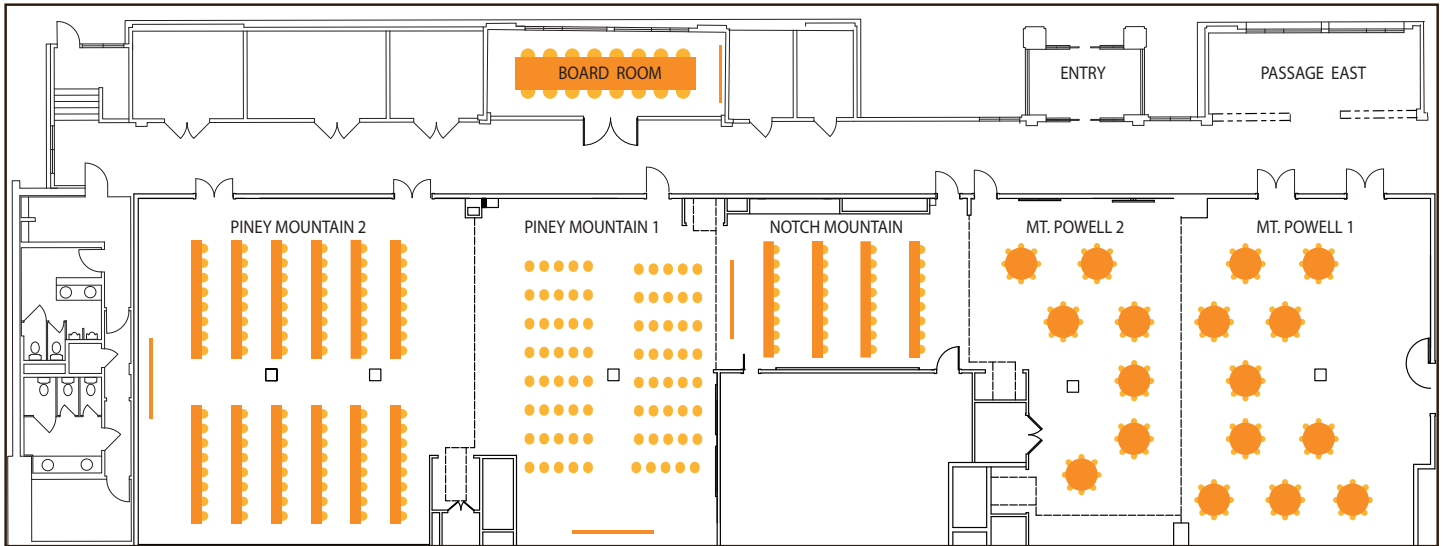 BOARD ROOM
ENTRY
PASSAGE EAST
PINEY MOUNTAIN 2
PINEY MOUNTAIN 1
NOTCH MOUNTAIN
MT. POWELL 2
MT. POWELL 1